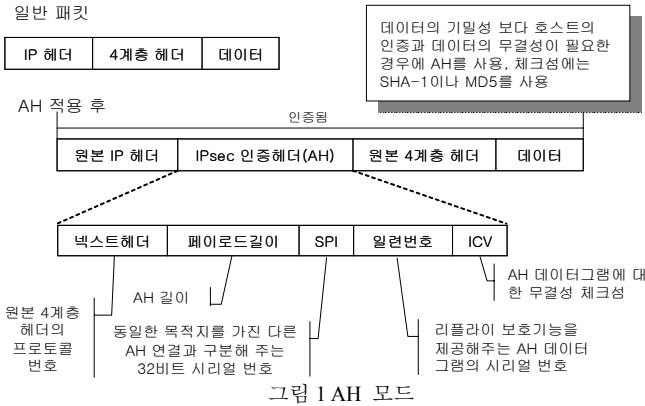 일반 패킷
IP 헤더 4계층 헤더 데이터
데이터의 기밀성 보다 호스트의
인증과 데이터의 무결성이 필요한
경우에 AH를 사용, 체크섬에는
SHA-1이나 MD5를 사용
AH 적용 후
인증됨
원본 IP 헤더 IPsec 인증헤더(AH) 원본 4계층 헤더 데이터
넥스트헤더 페이로드길이 SPI 일련번호 ICV
원본 4계층
헤더의
프로토콜
번호
AH 길이
동일한 목적지를 가진 다른
AH 연결과 구분해 주는
32비트 시리얼 번호
리플라이 보호기능을
제공해주는 AH 데이터
그램의 시리얼 번호
AH 데이터그램에 대
한 무결성 체크섬
그림 1 AH 모드